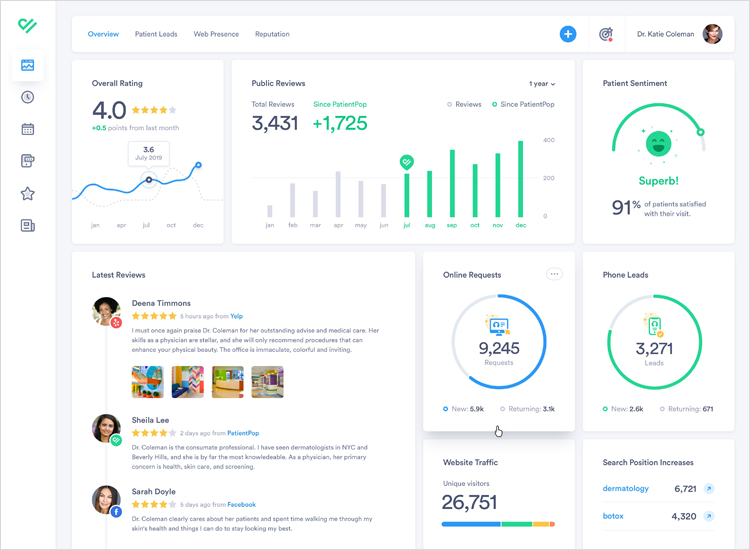 Overview Patient Leads Web Presence Reputation
Dr. Katie Coleman
Overall Rating
4.0
+0.5 points from last month
3.6
July 2019
jan apr jul oct dec
Public Reviews
1 year
Total Reviews
3,431
Since PatientPop
+1,725
Reviews Since PatientPop
400
200
0
jan feb mar apr may jun jul aug sep oct nov dec
Patient Sentiment
Superb!
91% of patients satisfied
with their visit.
Latest Reviews
Deena Timmons
5 hours ago from Yelp
I must once again praise Dr. Coleman for her outstanding advise and medical care. Her
skills as a physician are stellar, and she will only recommend procedures that can
enhance your physical beauty. The office is immaculate, colorful and inviting.
Sheila Lee
2 days ago from PatientPop
Dr. Coleman is the consumate professional. I have seen dermatologists in NYC and
Beverly Hills, and she is by far the most knowledeable. As a physician, her primary
concern is health, skin care, and screening.
Sarah Doyle
5 days ago from Facebook
Dr. Coleman clearly cares about her patients and spent time walking me through my
skin's health and things I can do to stay looking my best.
Online Requests
9,245
Requests
New: 5.9k Returning: 3.1k
Phone Leads
3,271
Leads
New: 2.6k Returning: 671
Website Traffic
Unique visitors
26,751
Search Position Increases
dermatology 6,721
botox 4,320